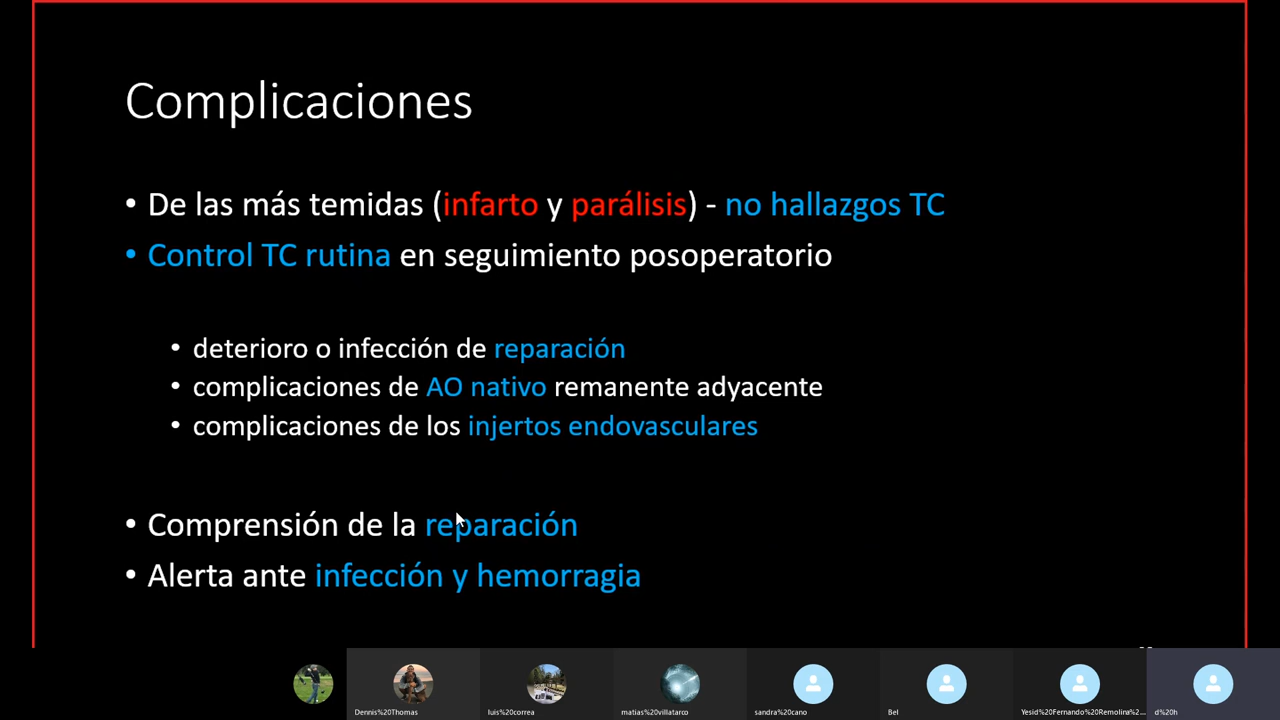 Complicaciones
• De las más temidas (infarto y parálisis) - no hallazgos TC
• Control TC rutina en seguimiento posoperatorio
• deterioro o infección de reparación
• complicaciones de AO nativo remanente adyacente
• complicaciones de los injertos endovasculares
• Comprensión de la reparación
• Alerta ante infección y hemorragia
Dennis%20Thomas luis%20correa matias%20villatarco sandra%20cano Bel Yesid%20Fernando%20Remolina%2... d%20h